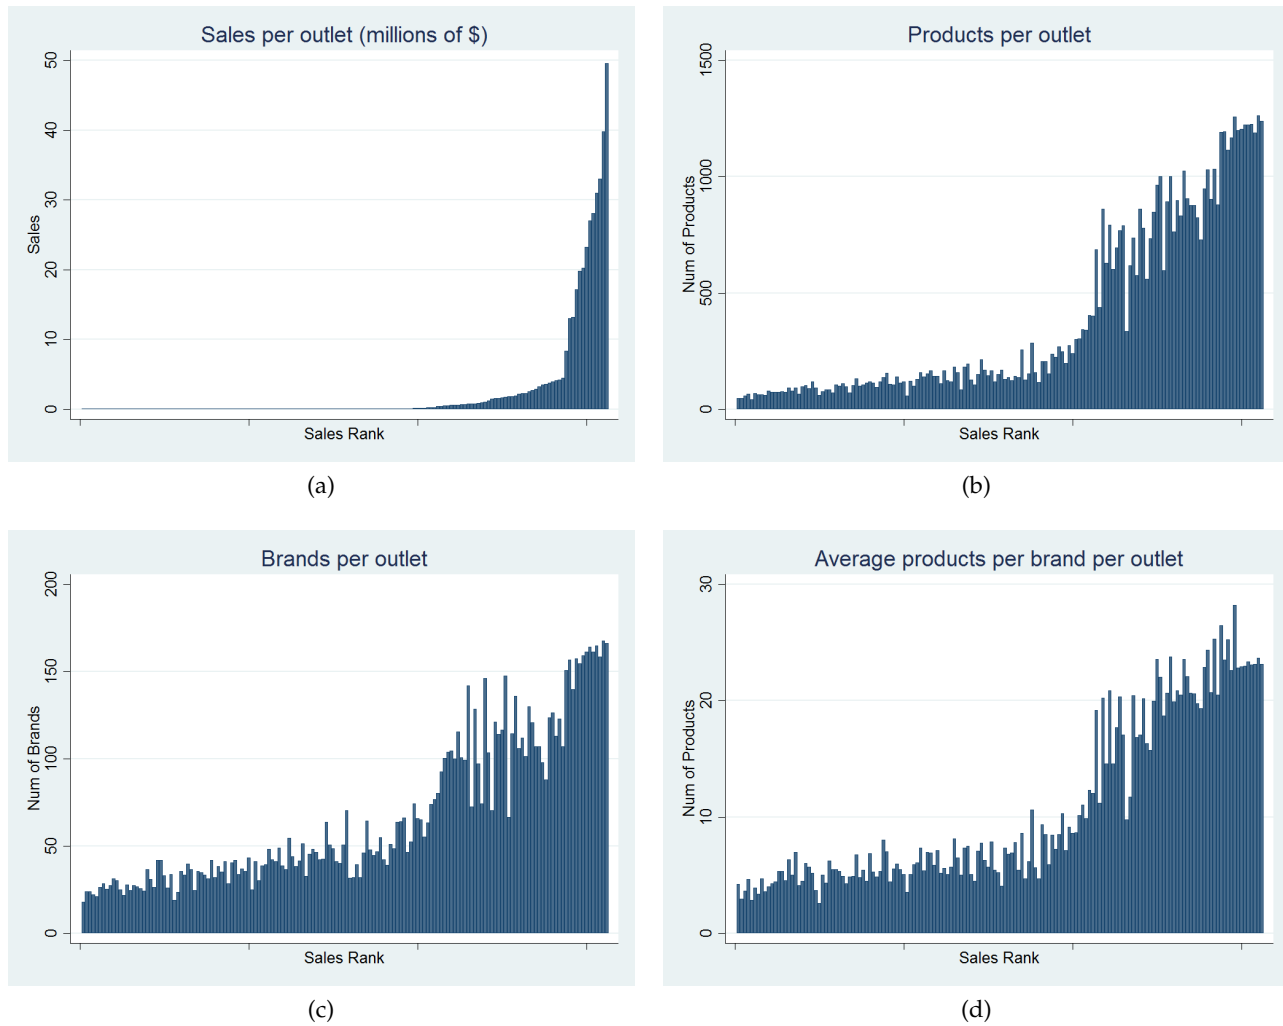 Sales per outlet (millions of $)
Sales
50
40
30
20
10
0
Sales Rank
(a)
Products per outlet
Num of Products
1500
1000
500
0
Sales Rank
(b)
Brands per outlet
Num of Brands
200
150
100
50
0
Sales Rank
(c)
Average products per brand per outlet
Num of Products
30
20
10
0
Sales Rank
(d)